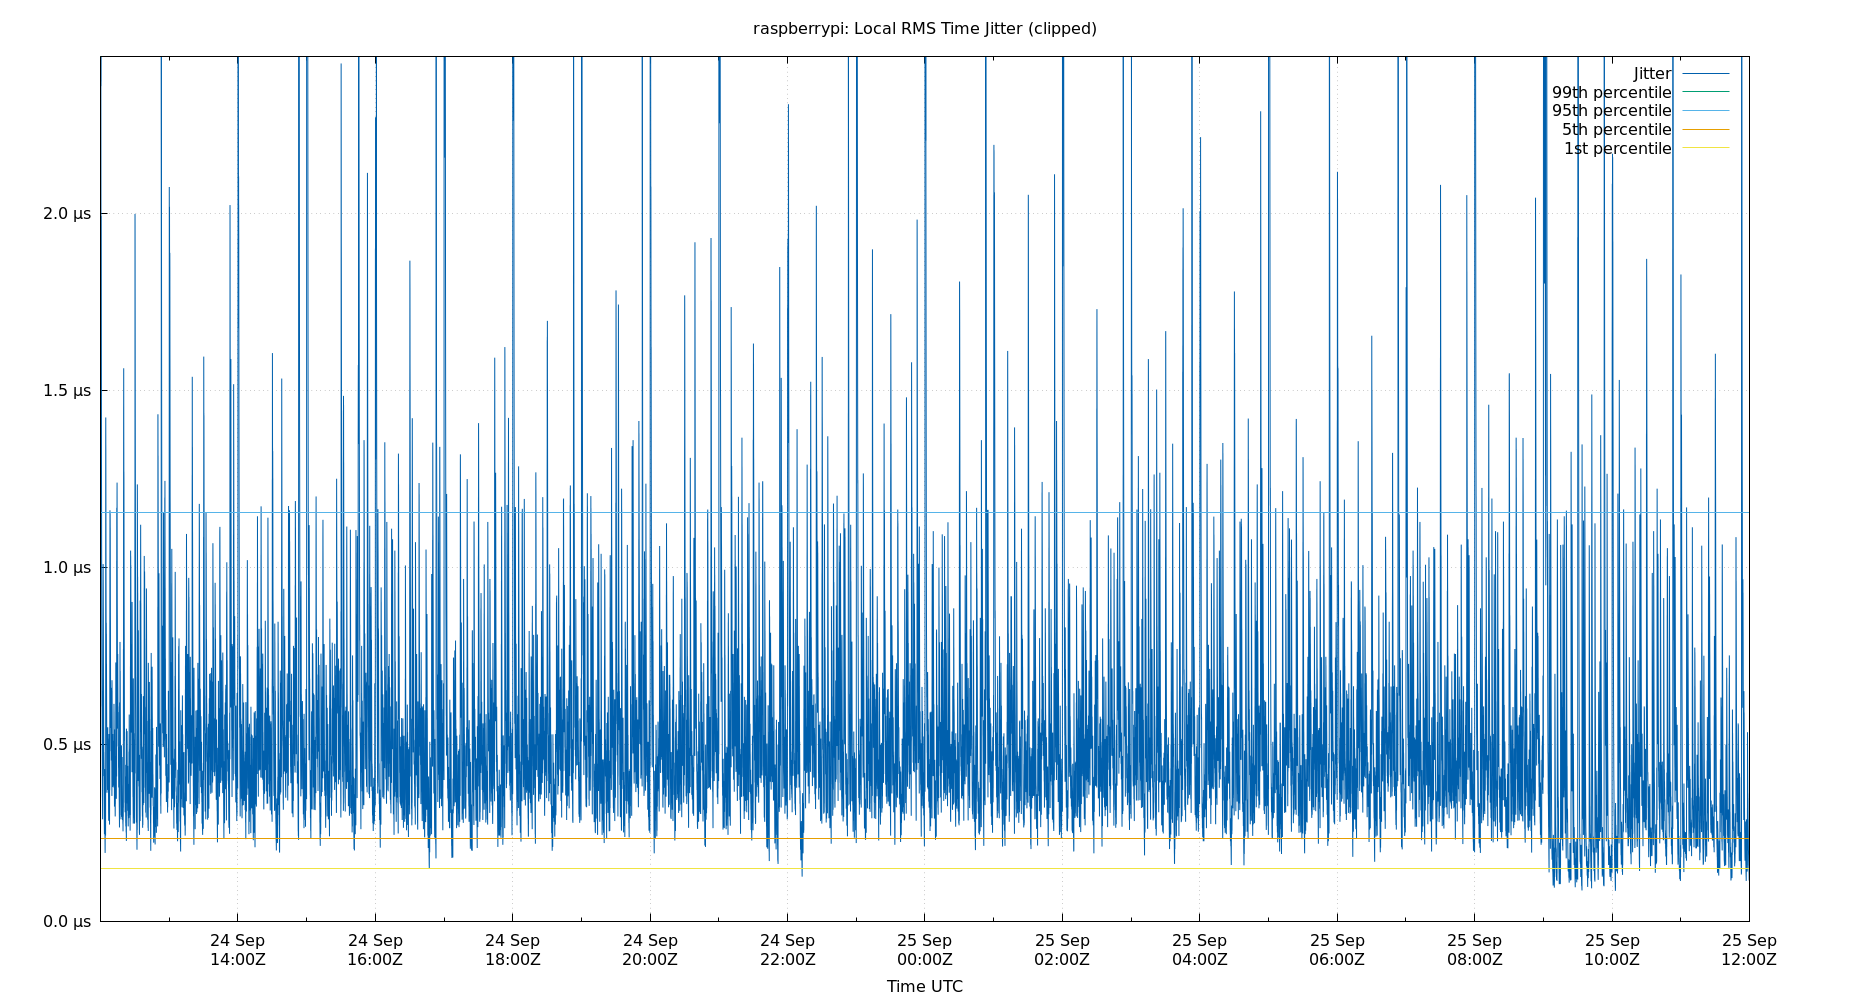 raspberrypi: Local RMS Time Jitter (clipped)
Jitter
99th percentile
95th percentile
5th percentile
1st percentile
2.0 μs
1.5 μs
1.0 μs
0.5 μs
0.0 μs
24 Sep 24 Sep 24 Sep 24 Sep 24 Sep 25 Sep 25 Sep 25 Sep 25 Sep 25 Sep 25 Sep 25 Sep
14:00Z 16:00Z 18:00Z 20:00Z 22:00Z 00:00Z 02:00Z 04:00Z 06:00Z 08:00Z 10:00Z 12:00Z
Time UTC